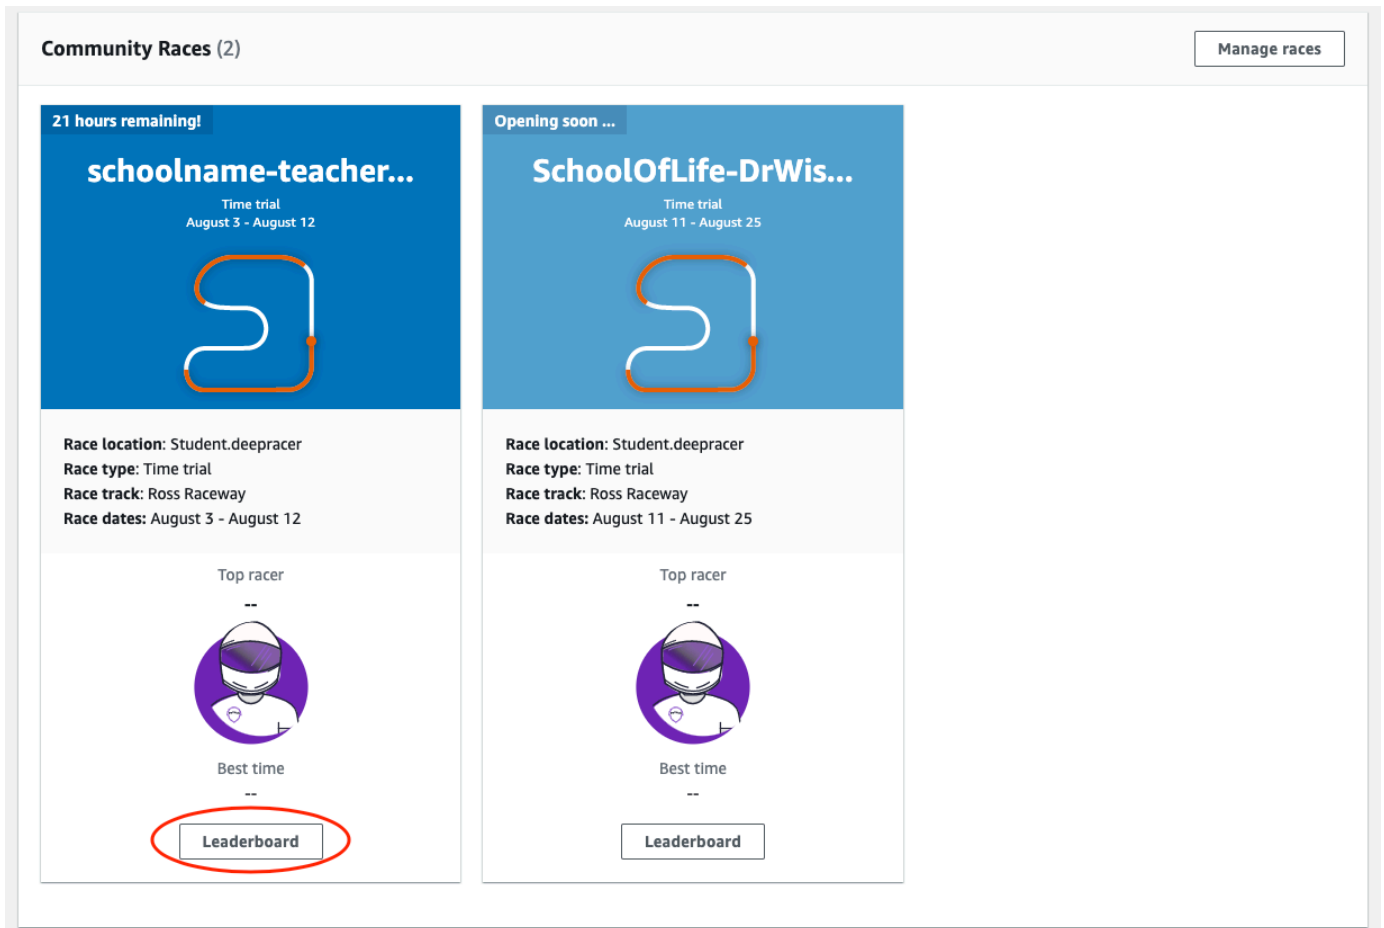 Community Races (2)
Manage races
21 hours remaining!
schoolname-teacher...
Time trial
August 3 - August 12
Race location: Student.deepracer
Race type: Time trial
Race track: Ross Raceway
Race dates: August 3 - August 12
Top racer
--
Best time
--
Leaderboard
Opening soon ...
SchoolOfLife-DrWis...
Time trial
August 11 - August 25
Race location: Student.deepracer
Race type: Time trial
Race track: Ross Raceway
Race dates: August 11 - August 25
Top racer
--
Best time
--
Leaderboard